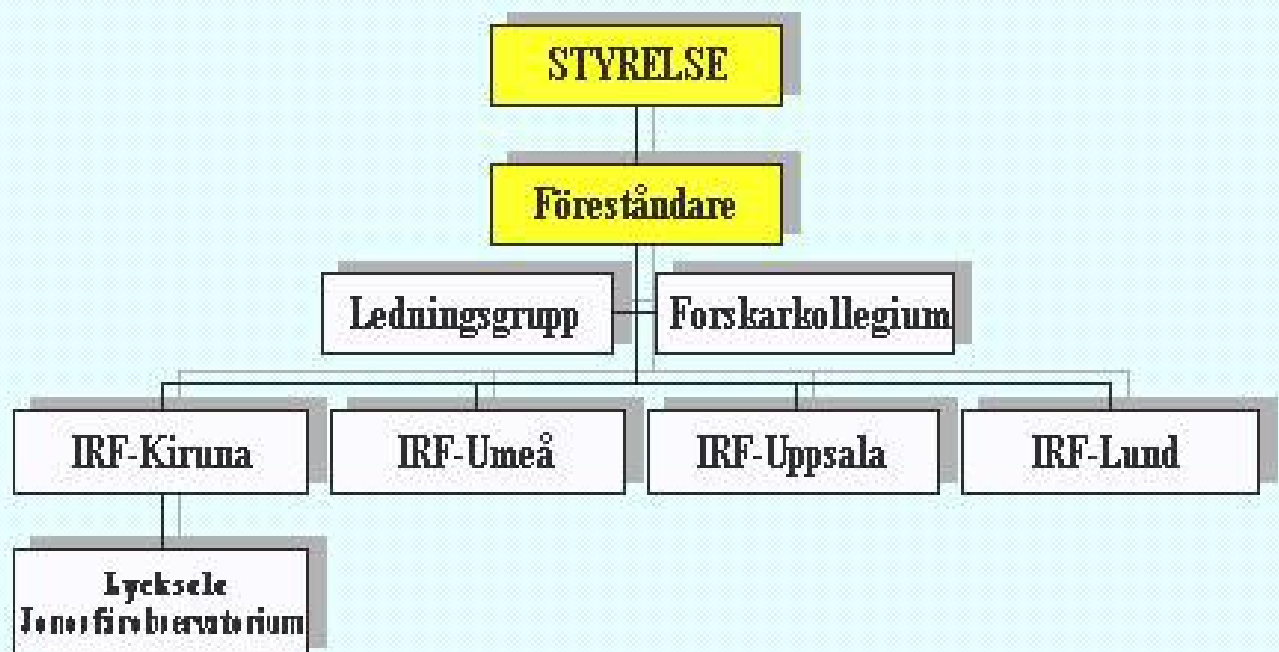 STYRELSE
Föreståndare
Ledningsgrupp
Forskarkollegium
IRF-Kiruna
IRF-Umeå
IRF-Uppsala
IRF-Lund
Lycksele
Jonosfärobservatorium